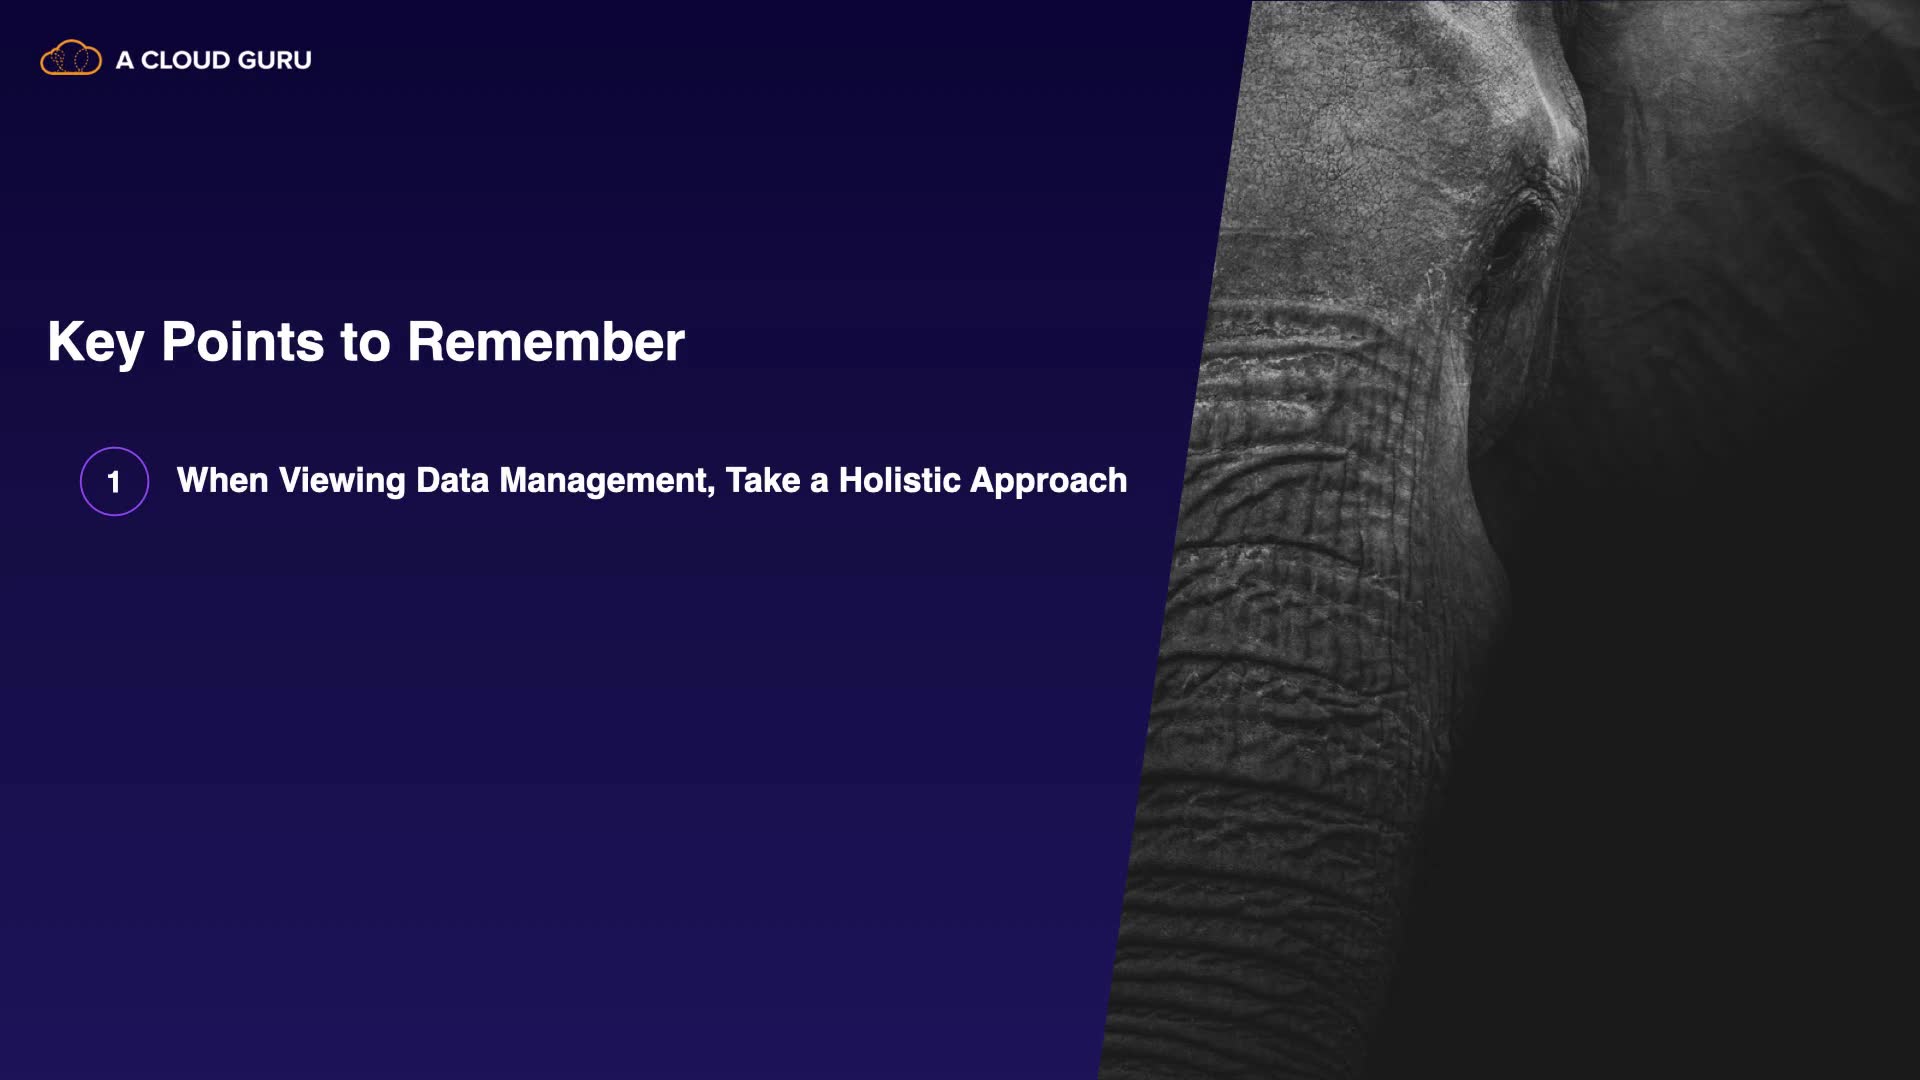 A CLOUD GURU
Key Points to Remember
1 When Viewing Data Management, Take a Holistic Approach